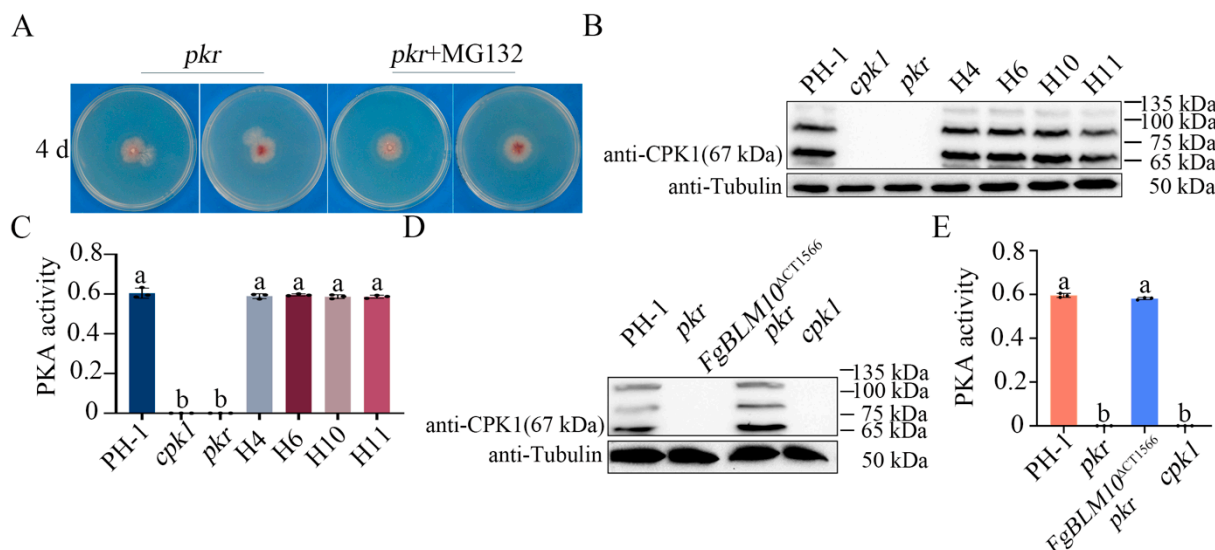 A
pkr
pkr+MG132
4 d
B
PH-1
cpk1
pkr
H4
H6
H10
H11
135 kDa
100 kDa
75 kDa
anti-CPK1(67 kDa)
65 kDa
anti-Tubulin
50 kDa
C
PKA activity
0.8
0.6
0.4
0.2
0
a
b
b
a
a
a
a
PH-1
cpk1
pkr
H4
H6
H10
H11
D
PH-1
pkr
FgBLM10ΔCT1566
pkr
cpk1
135 kDa
100 kDa
75 kDa
anti-CPK1(67 kDa)
65 kDa
anti-Tubulin
50 kDa
E
PKA activity
0.8
0.6
0.4
0.2
0
a
b
a
b
PH-1
pkr
FgBLM10ΔCT1566
pkr
cpk1